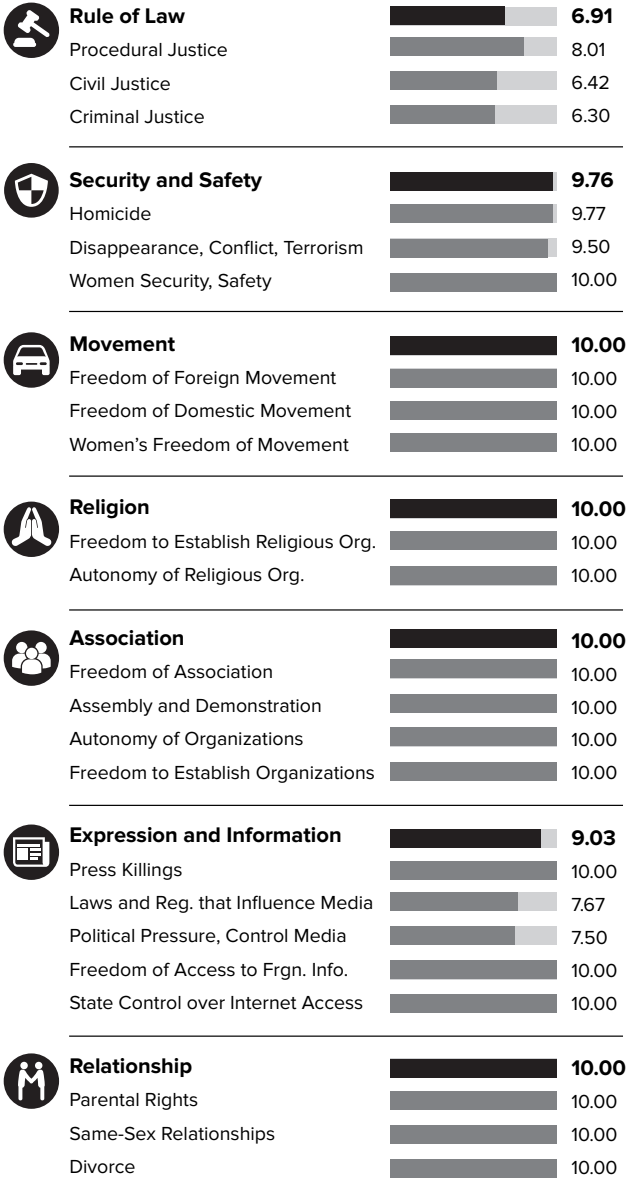 Rule of Law 6.91
Procedural Justice 8.01
Civil Justice 6.42
Criminal Justice 6.30
Security and Safety 9.76
Homicide 9.77
Disappearance, Conflict, Terrorism 9.50
Women Security, Safety 10.00
Movement 10.00
Freedom of Foreign Movement 10.00
Freedom of Domestic Movement 10.00
Women's Freedom of Movement 10.00
Religion 10.00
Freedom to Establish Religious Org. 10.00
Autonomy of Religious Org. 10.00
Association 10.00
Freedom of Association 10.00
Assembly and Demonstration 10.00
Autonomy of Organizations 10.00
Freedom to Establish Organizations 10.00
Expression and Information 9.03
Press Killings 10.00
Laws and Reg. that Influence Media 7.67
Political Pressure, Control Media 7.50
Freedom of Access to Frgn. Info. 10.00
State Control over Internet Access 10.00
Relationship 10.00
Parental Rights 10.00
Same-Sex Relationships 10.00
Divorce 10.00